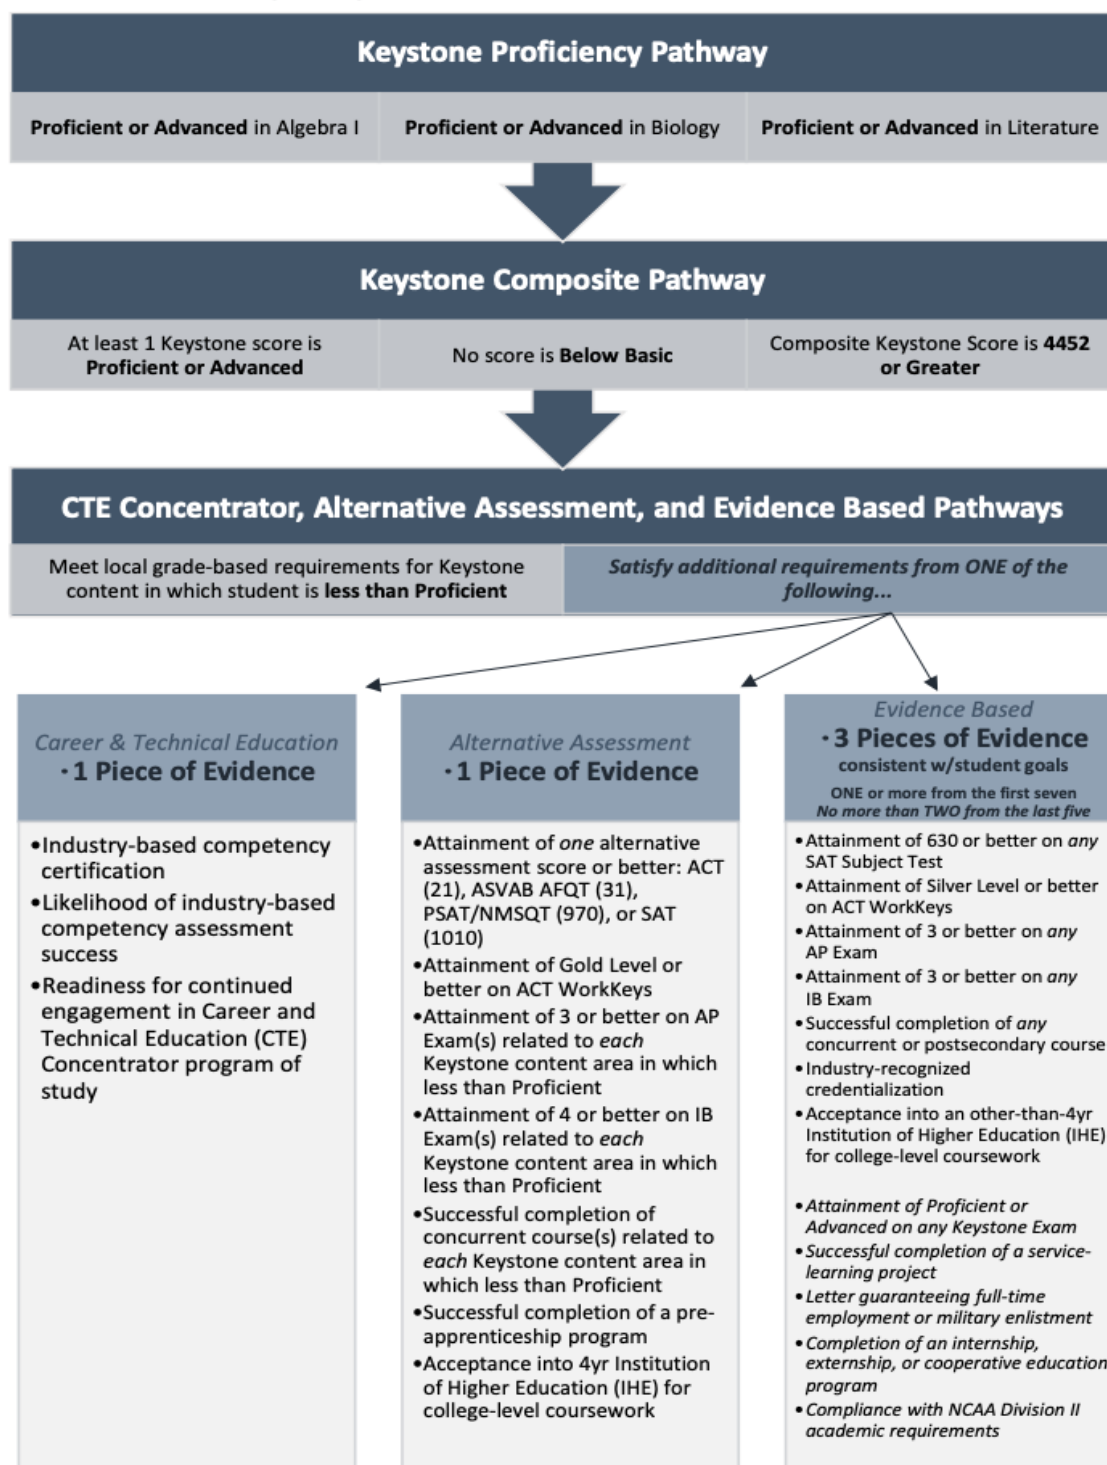 Keystone Proficiency Pathway
Proficient or Advanced in Algebra I
Proficient or Advanced in Biology
Proficient or Advanced in Literature
Keystone Composite Pathway
At least 1 Keystone score is
Proficient or Advanced
No score is Below Basic
Composite Keystone Score is 4452
or Greater
CTE Concentrator, Alternative Assessment, and Evidence Based Pathways
Meet local grade-based requirements for Keystone
content in which student is less than Proficient
Satisfy additional requirements from ONE of the
following...
Career & Technical Education
· 1 Piece of Evidence
•Industry-based competency
certification
•Likelihood of industry-based
competency assessment
success
•Readiness for continued
engagement in Career and
Technical Education (CTE)
Concentrator program of
study
Alternative Assessment
· 1 Piece of Evidence
•Attainment of one alternative
assessment score or better: ACT
(21), ASVAB AFQT (31),
PSAT/NMSQT (970), or SAT
(1010)
•Attainment of Gold Level or
better on ACT WorkKeys
•Attainment of 3 or better on AP
Exam(s) related to each
Keystone content area in which
less than Proficient
•Attainment of 4 or better on IB
Exam(s) related to each
Keystone content area in which
less than Proficient
•Successful completion of
concurrent course(s) related to
each Keystone content area in
which less than Proficient
•Successful completion of a pre-
apprenticeship program
•Acceptance into 4yr Institution
of Higher Education (IHE) for
college-level coursework
Evidence Based
· 3 Pieces of Evidence
consistent w/student goals
ONE or more from the first seven
No more than TWO from the last five
•Attainment of 630 or better on any
SAT Subject Test
•Attainment of Silver Level or better
on ACT WorkKeys
•Attainment of 3 or better on any
AP Exam
•Attainment of 3 or better on any
IB Exam
•Successful completion of any
concurrent or postsecondary course
•Industry-recognized
credentialization
•Acceptance into an other-than-4yr
Institution of Higher Education (IHE)
for college-level coursework
•Attainment of Proficient or
Advanced on any Keystone Exam
•Successful completion of a service-
learning project
•Letter guaranteeing full-time
employment or military enlistment
•Completion of an internship,
externship, or cooperative education
program
•Compliance with NCAA Division II
academic requirements